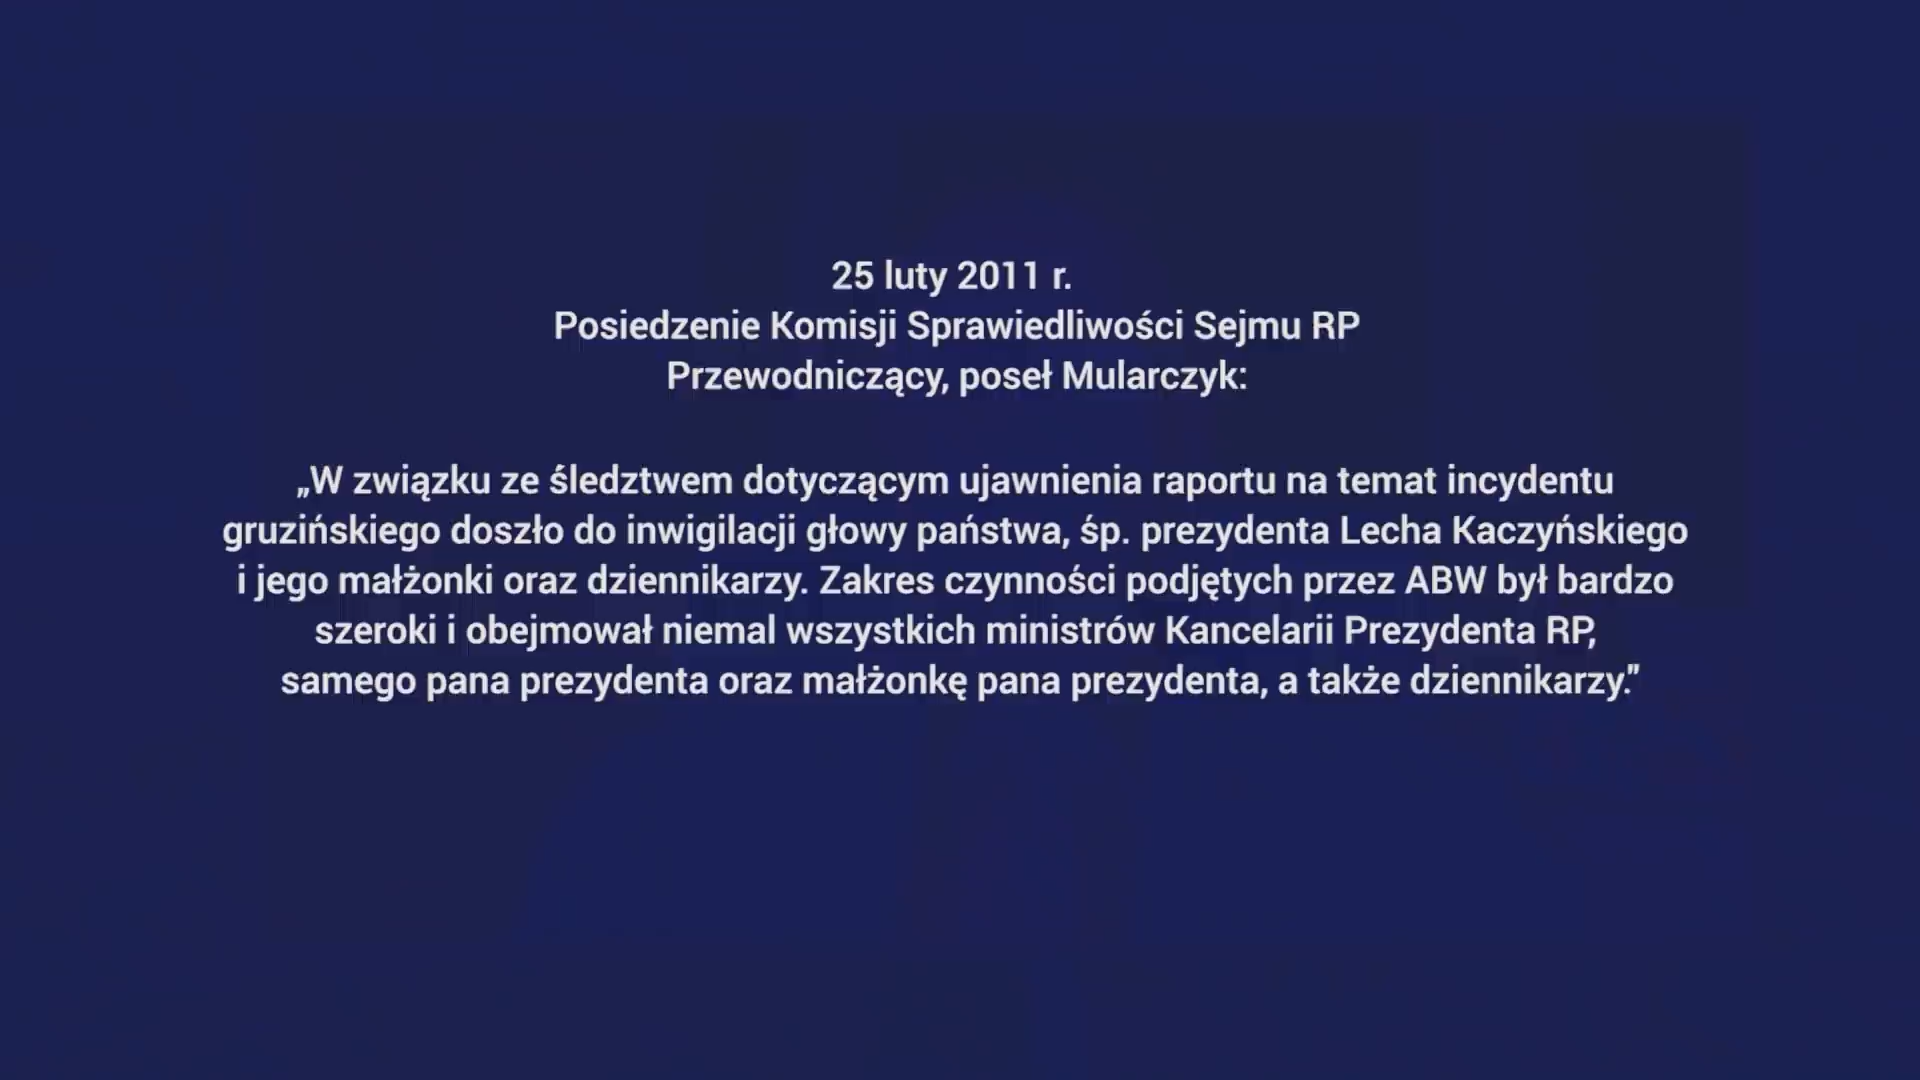 25 luty 2011 r.
Posiedzenie Komisji Sprawiedliwości Sejmu RP
Przewodniczący, poseł Mularczyk:
„W związku ze śledztwem dotyczącym ujawnienia raportu na temat incydentu
gruzińskiego doszło do inwigilacji głowy państwa, śp. prezydenta Lecha Kaczyńskiego
i jego małżonki oraz dziennikarzy. Zakres czynności podjętych przez ABW był bardzo
szeroki i obejmował niemal wszystkich ministrów Kancelarii Prezydenta RP,
samego pana prezydenta oraz małżonkę pana prezydenta, a także dziennikarzy.”